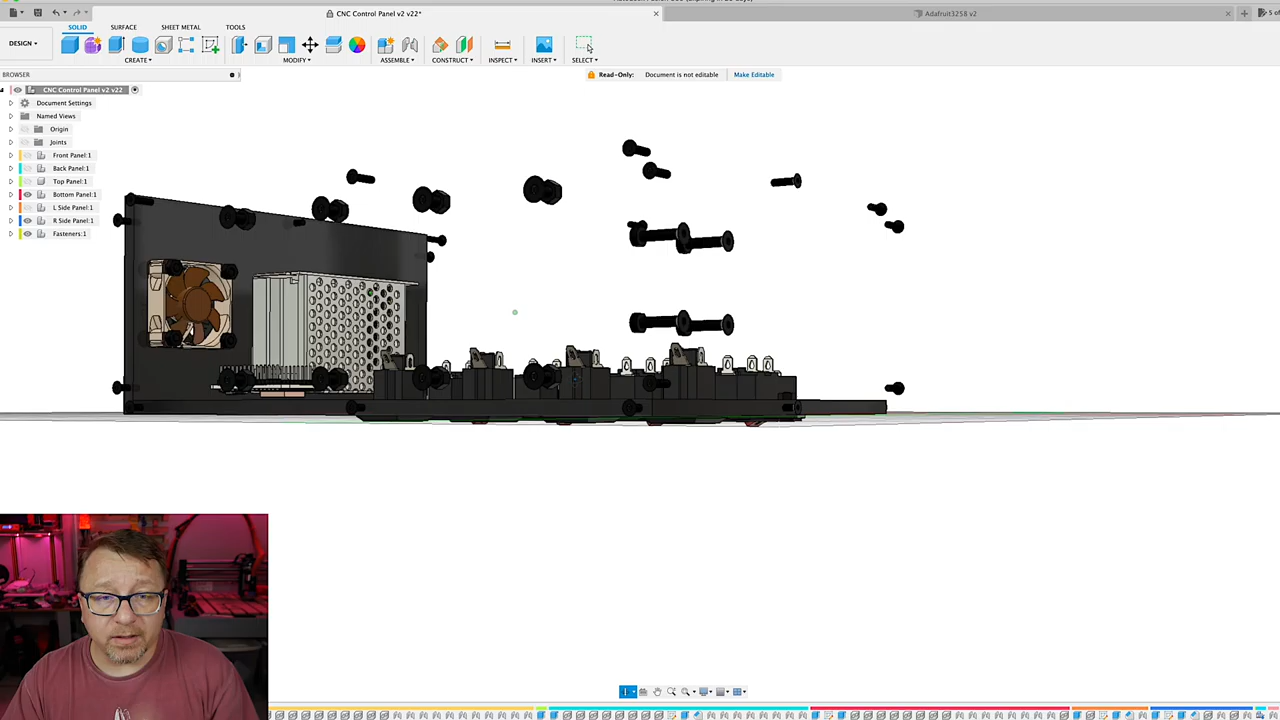 CNC Control Panel v2 v22*
Adafruit3258 v2
5 of
DESIGN
SOLID
SURFACE
SHEET METAL
TOOLS
CREATE
MODIFY
ASSEMBLE
CONSTRUCT
INSPECT
INSERT
SELECT
BROWSER
Read-Only: Document is not editable Make Editable
CNC Control Panel v2 v22
Document Settings
Named Views
Origin
Joints
Front Panel:1
Back Panel:1
Top Panel:1
Bottom Panel:1
L Side Panel:1
R Side Panel:1
Fasteners:1